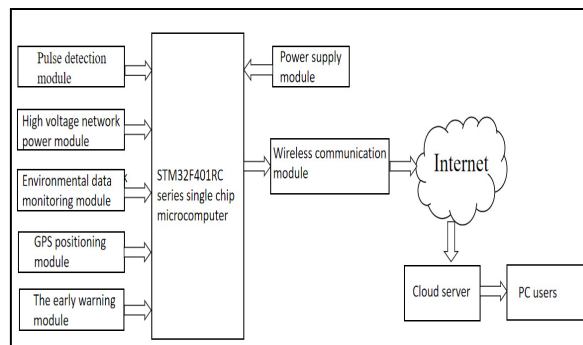 Pulse detection
module
High voltage network
power module
Environmental data
monitoring module
GPS positioning
module
The early warning
module
STM32F401RC
series single chip
microcomputer
Power supply
module
Wireless communication
module
Internet
Cloud server
PC users